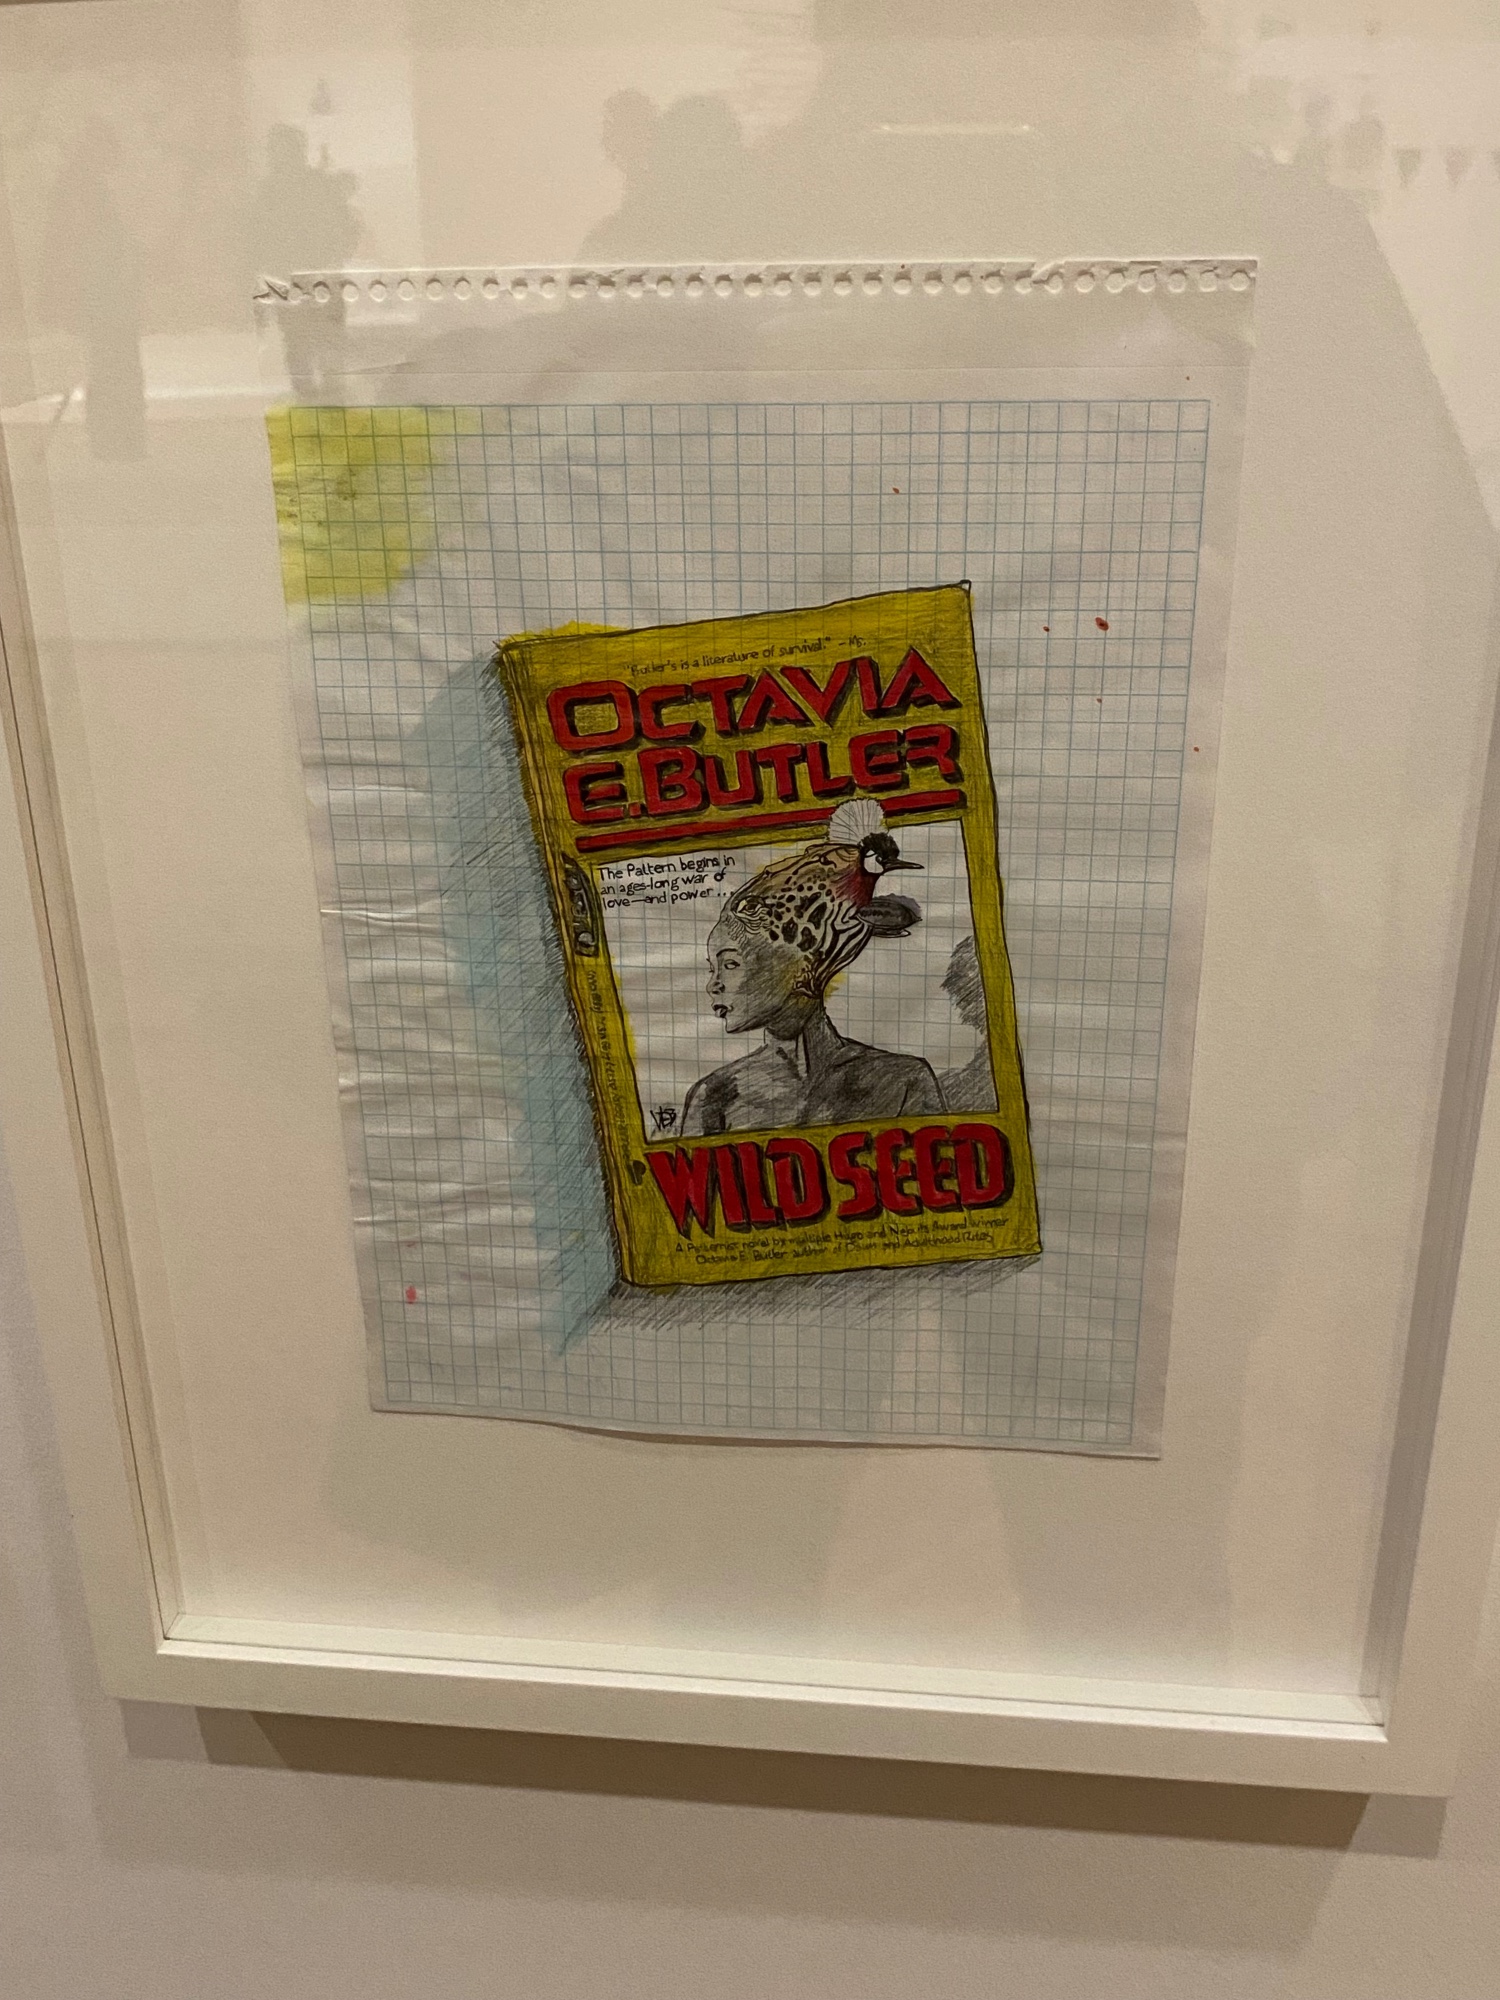 "Butler's is a literature of survival." – Ms.
OCTAVIA
E. BUTLER
The Pattern begins in
an ages-long war of
love—and power...
WILD SEED
A Patternist novel by multiple Hugo and Nebula Award winner
Octavia E. Butler author of Dawn and Adulthood Rites